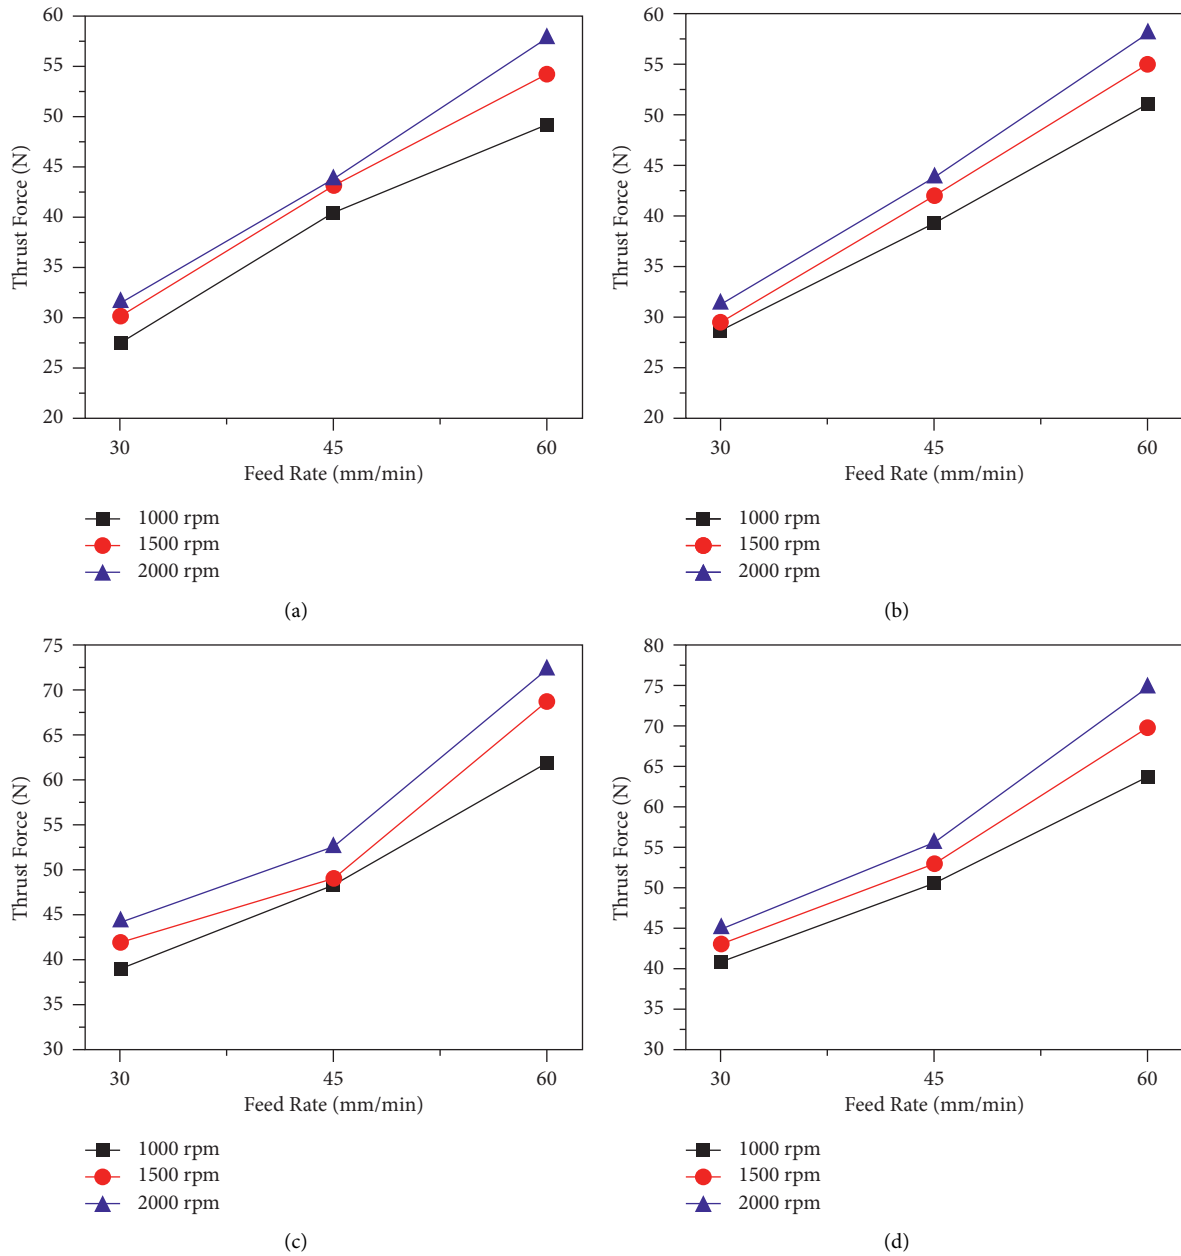 60
55
50
45
40
35
30
25
20
Thrust Force (N)
30 45 60
Feed Rate (mm/min)
1000 rpm
1500 rpm
2000 rpm
(a)
60
55
50
45
40
35
30
25
20
Thrust Force (N)
30 45 60
Feed Rate (mm/min)
1000 rpm
1500 rpm
2000 rpm
(b)
75
70
65
60
55
50
45
40
35
30
Thrust Force (N)
30 45 60
Feed Rate (mm/min)
1000 rpm
1500 rpm
2000 rpm
(c)
80
75
70
65
60
55
50
45
40
35
30
Thrust Force (N)
30 45 60
Feed Rate (mm/min)
1000 rpm
1500 rpm
2000 rpm
(d)